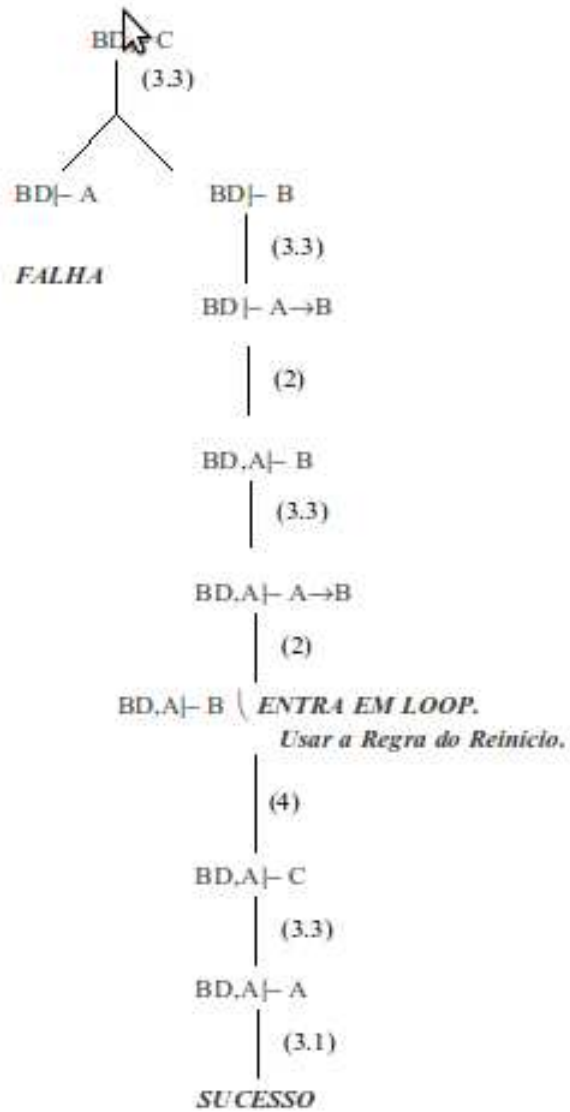 BD C
(3.3)
BD|– A BD|– B
(3.3)
FALHA
BD |– A→B
(2)
BD,A|– B
(3.3)
BD,A|– A→B
(2)
BD,A|– B \ ENTRA EM LOOP.
Usar a Regra do Reinício.
(4)
BD,A|– C
(3.3)
BD,A|– A
(3.1)
SUCESSO